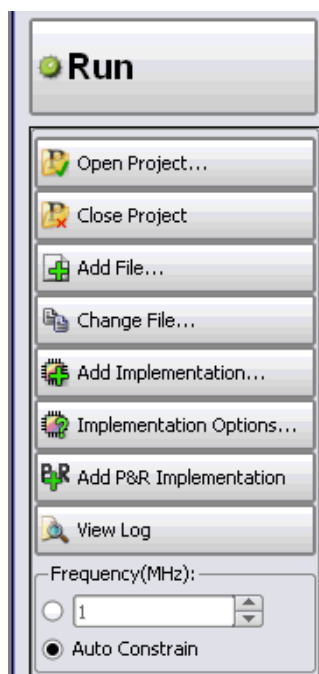 Run
Open Project...
Close Project
Add File...
Change File...
Add Implementation...
Implementation Options...
P&R Add P&R Implementation
View Log
Frequency(MHz):
1
Auto Constrain